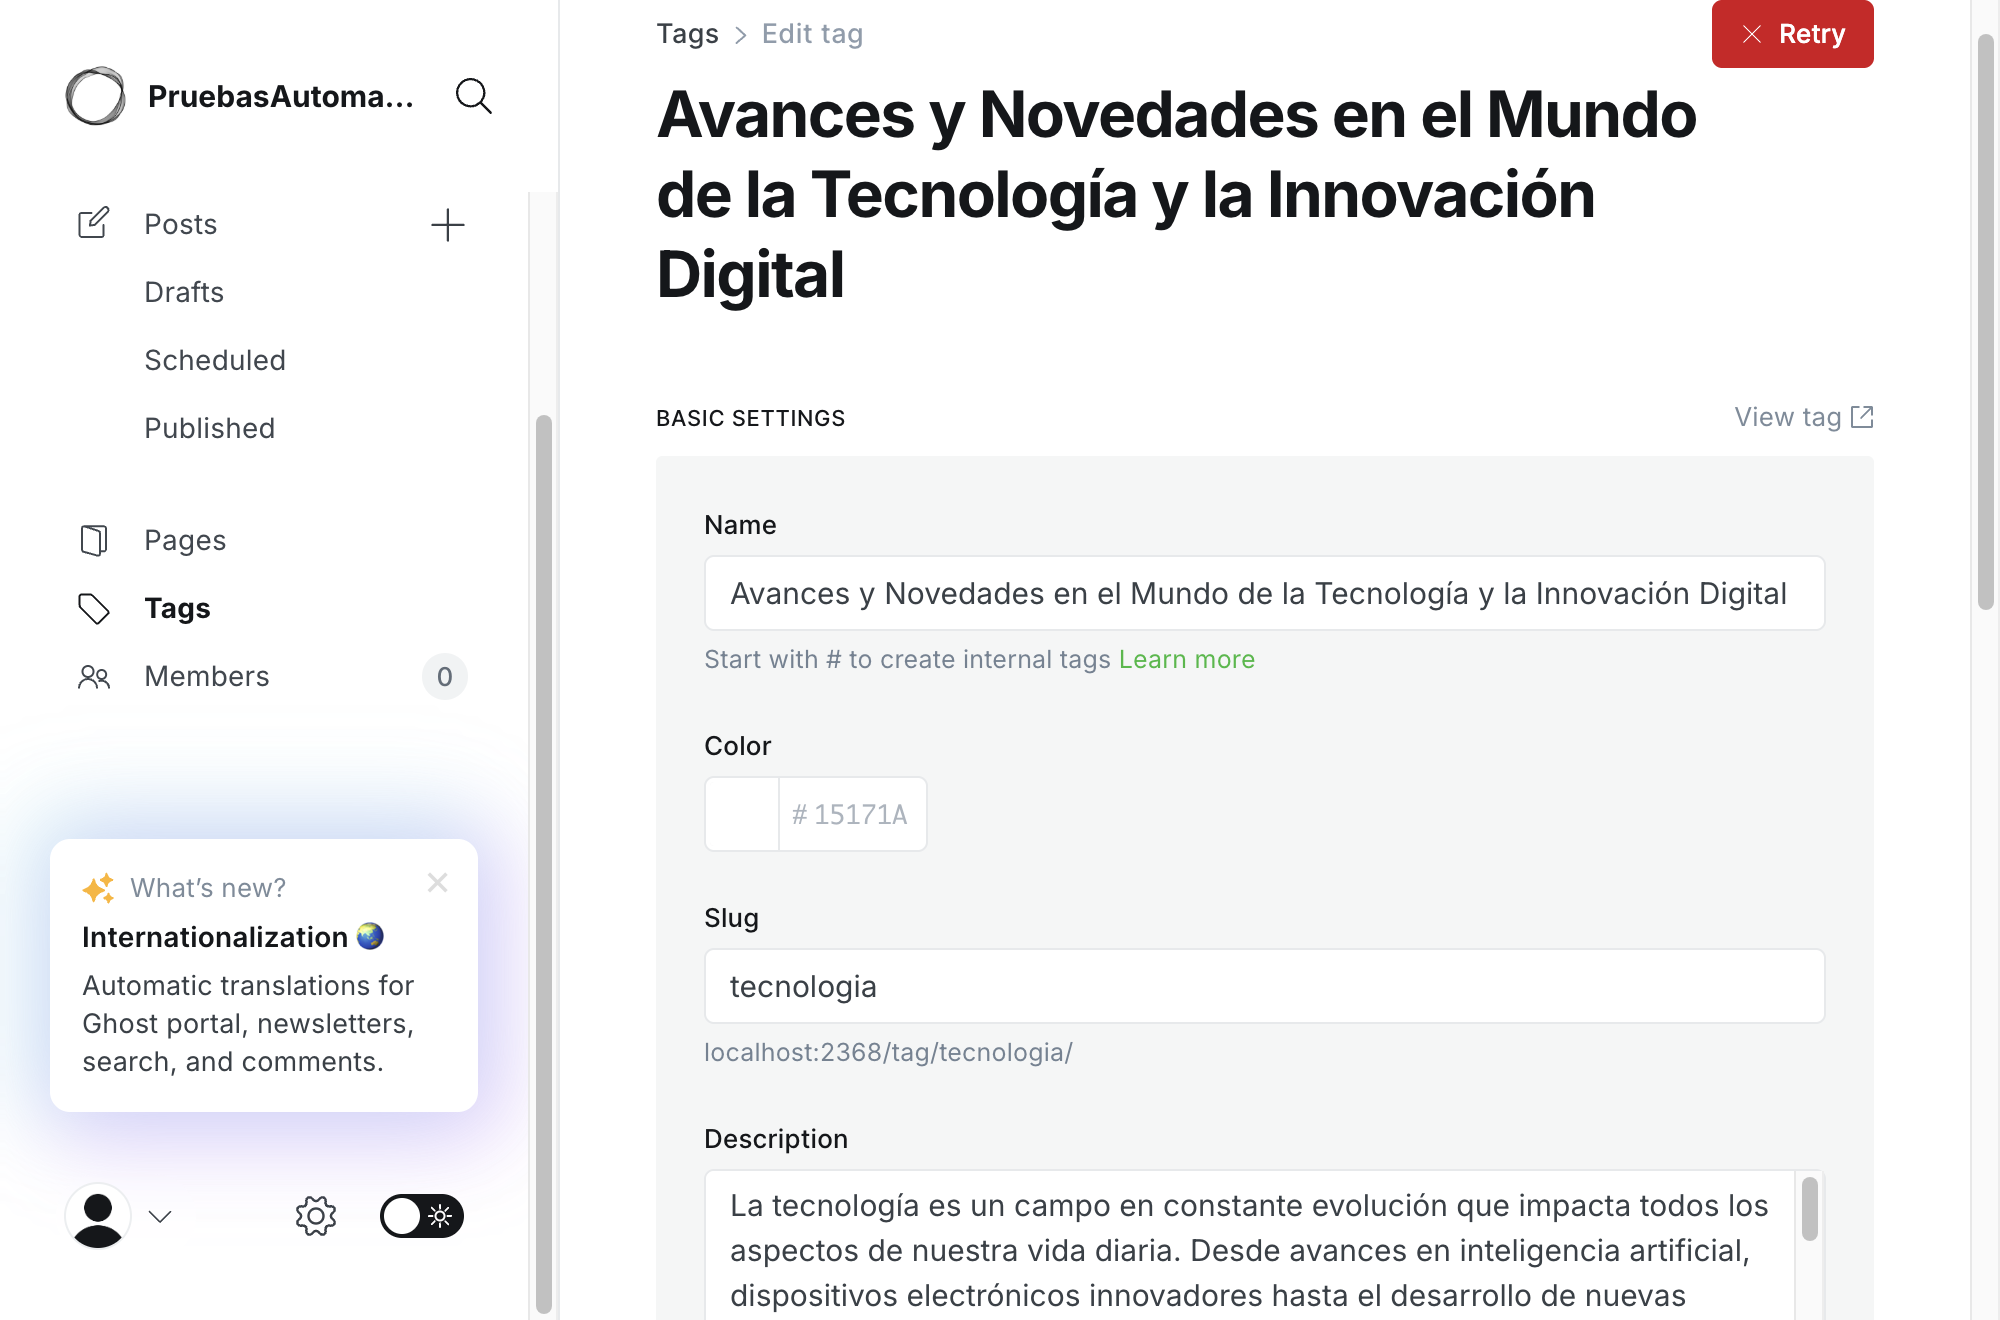 PruebasAutoma...
Posts
Drafts
Scheduled
Published
Pages
Tags
Members
0
What's new?
Internationalization
Automatic translations for
Ghost portal, newsletters,
search, and comments.
Tags > Edit tag
Retry
Avances y Novedades en el Mundo
de la Tecnología y la Innovación
Digital
BASIC SETTINGS
View tag
Name
Avances y Novedades en el Mundo de la Tecnología y la Innovación Digital
Start with # to create internal tags Learn more
Color
# 15171A
Slug
tecnologia
localhost:2368/tag/tecnologia/
Description
La tecnología es un campo en constante evolución que impacta todos los
aspectos de nuestra vida diaria. Desde avances en inteligencia artificial,
dispositivos electrónicos innovadores hasta el desarrollo de nuevas